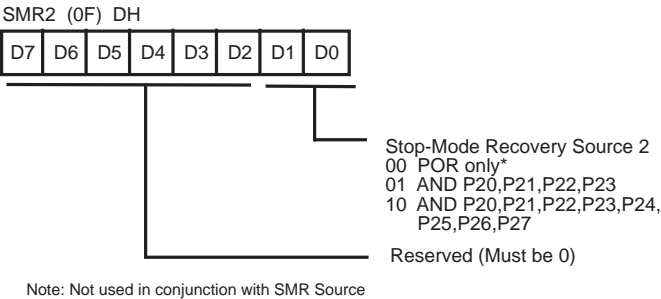 SMR2 (0F) DH
D7 D6 D5 D4 D3 D2 D1 D0
Stop-Mode Recovery Source 2
00 POR only*
01 AND P20,P21,P22,P23
10 AND P20,P21,P22,P23,P24,
P25,P26,P27
Reserved (Must be 0)
Note: Not used in conjunction with SMR Source